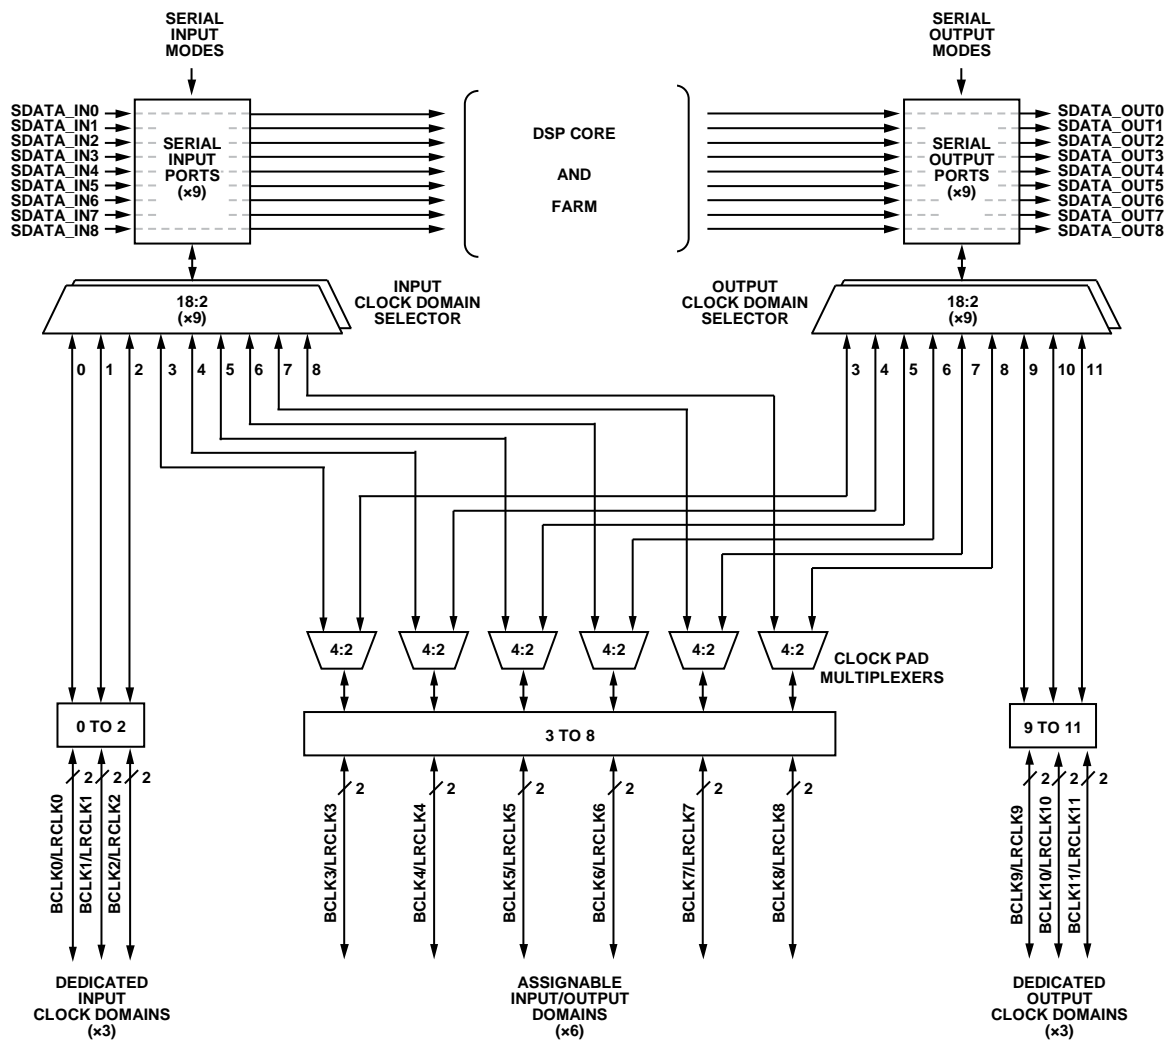 SERIAL
INPUT
MODES
SERIAL
OUTPUT
MODES
SDATA_IN0
SDATA_IN1
SDATA_IN2
SDATA_IN3
SDATA_IN4
SDATA_IN5
SDATA_IN6
SDATA_IN7
SDATA_IN8
SERIAL
INPUT
PORTS
(×9)
DSP CORE
AND
FARM
SERIAL
OUTPUT
PORTS
(×9)
SDATA_OUT0
SDATA_OUT1
SDATA_OUT2
SDATA_OUT3
SDATA_OUT4
SDATA_OUT5
SDATA_OUT6
SDATA_OUT7
SDATA_OUT8
18:2
(×9)
INPUT
CLOCK DOMAIN
SELECTOR
OUTPUT
CLOCK DOMAIN
SELECTOR
18:2
(×9)
0 1 2 3 4 5 6 7 8
3 4 5 6 7 8 9 10 11
4:2 4:2 4:2 4:2 4:2 4:2
CLOCK PAD
MULTIPLEXERS
0 TO 2
3 TO 8
9 TO 11
2 2 2
2 2 2 2 2 2
2 2 2
BCLK0/LRCLK0
BCLK1/LRCLK1
BCLK2/LRCLK2
BCLK3/LRCLK3
BCLK4/LRCLK4
BCLK5/LRCLK5
BCLK6/LRCLK6
BCLK7/LRCLK7
BCLK8/LRCLK8
BCLK9/LRCLK9
BCLK10/LRCLK10
BCLK11/LRCLK11
DEDICATED
INPUT
CLOCK DOMAINS
(×3)
ASSIGNABLE
INPUT/OUTPUT
DOMAINS
(×6)
DEDICATED
OUTPUT
CLOCK DOMAINS
(×3)